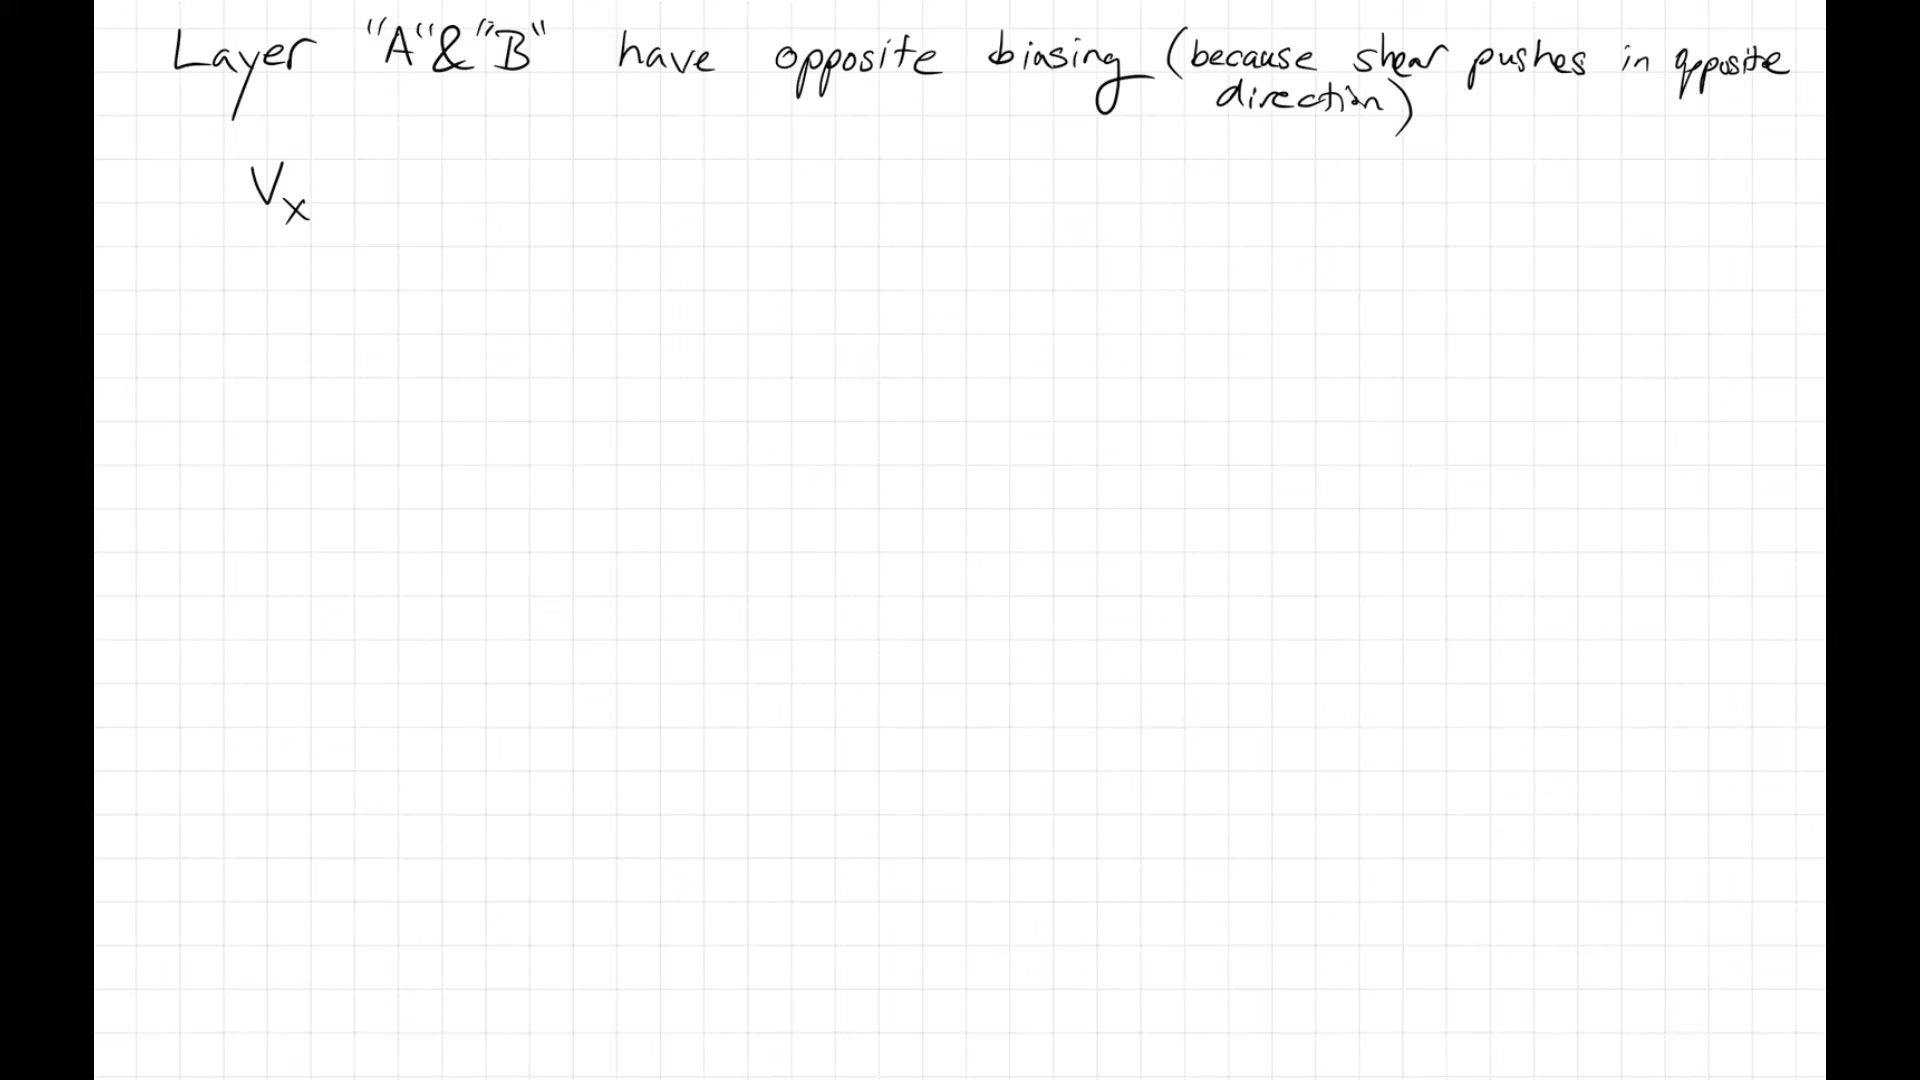 Layer "A"&"B" have opposite biasing (because shear pushes in opposite
direction)
Vx